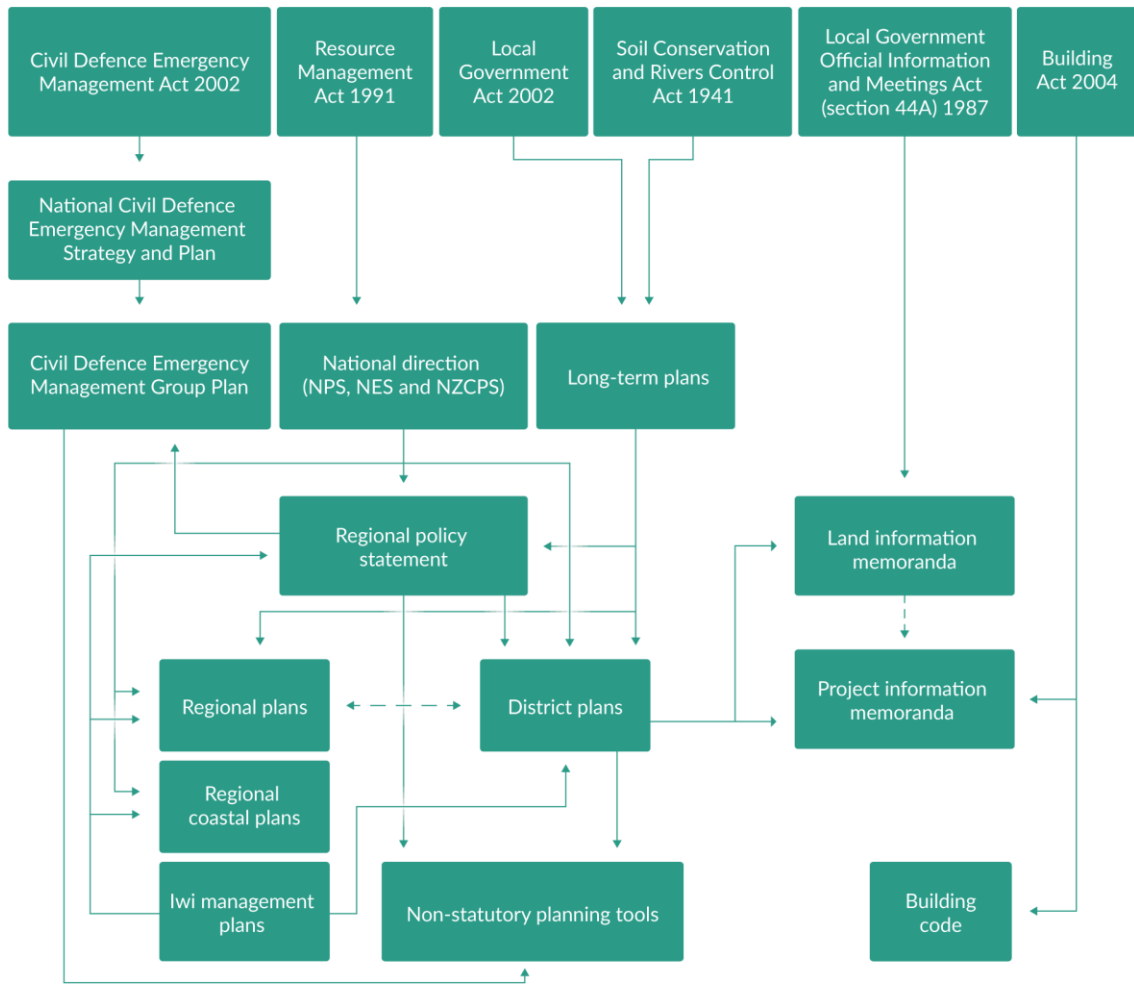 Civil Defence Emergency
Management Act 2002
Resource
Management
Act 1991
Local
Government
Act 2002
Soil Conservation
and Rivers Control
Act 1941
Local Government
Official Information
and Meetings Act
(section 44A) 1987
Building
Act 2004
National Civil Defence
Emergency Management
Strategy and Plan
Civil Defence Emergency
Management Group Plan
National direction
(NPS, NES and NZCPS)
Long-term plans
Regional policy
statement
Land information
memoranda
Regional plans
District plans
Project information
memoranda
Regional
coastal plans
Iwi management
plans
Non-statutory planning tools
Building
code